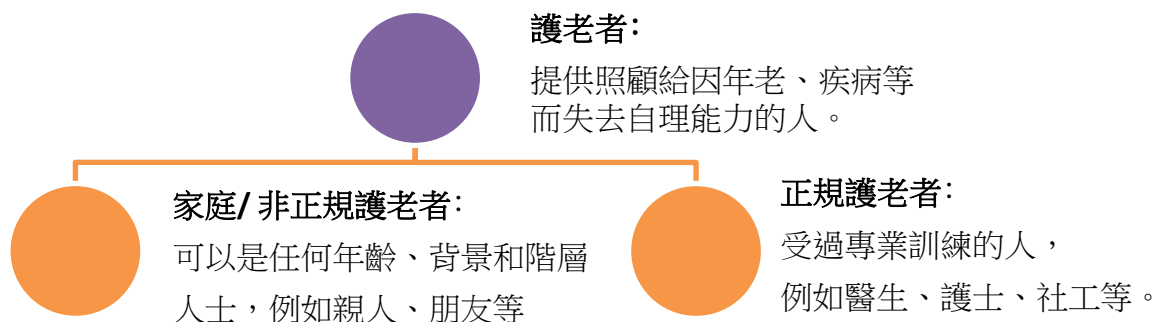 護老者：
提供照顧給因年老、疾病等
而失去自理能力的人。
家庭/ 非正規護老者：
可以是任何年齡、背景和階層
人士，例如親人、朋友等
正規護老者：
受過專業訓練的人，
例如醫生、護士、社工等。